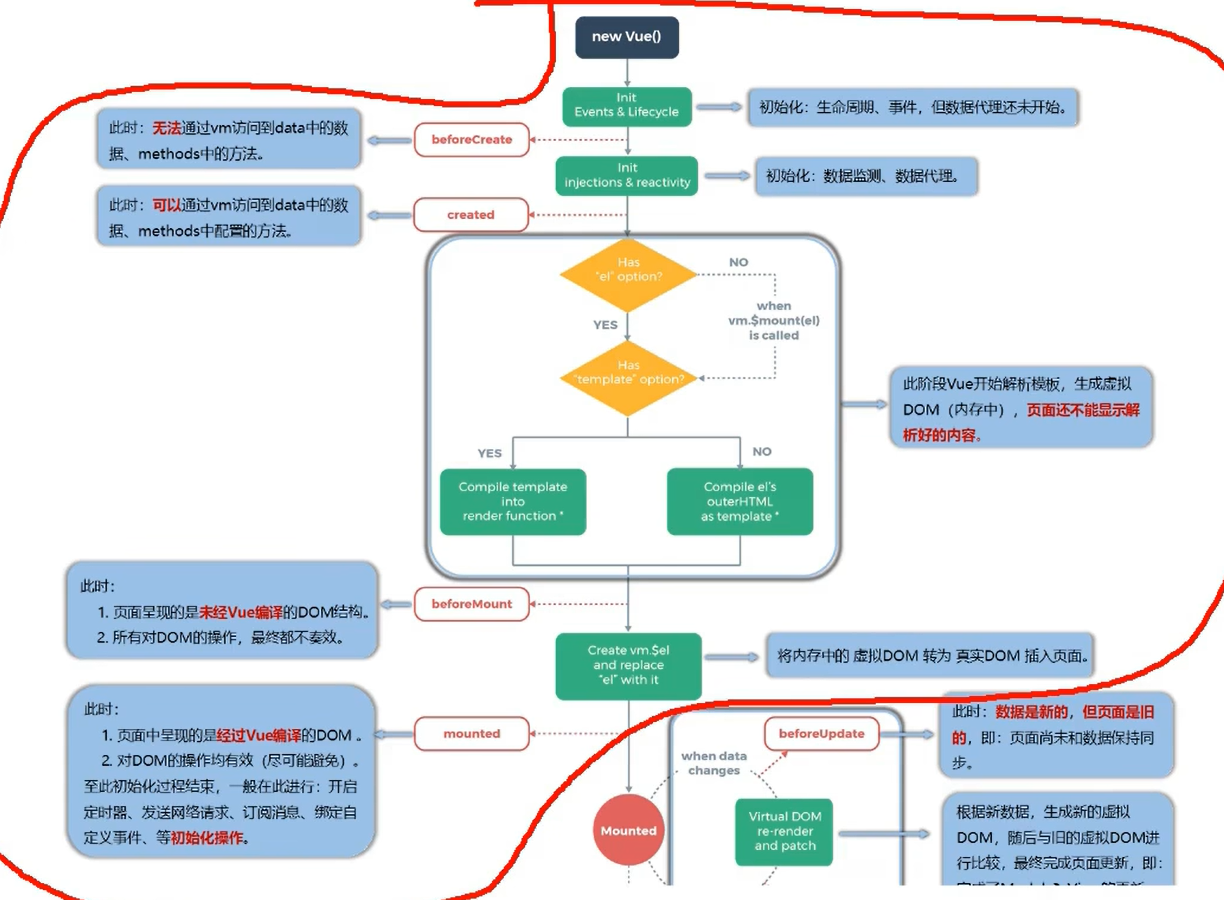 new Vue()
Init
Events & Lifecycle
初始化：生命周期、事件，但数据代理还未开始。
此时：无法通过vm访问到data中的数
据、methods中的方法。
beforeCreate
Init
injections & reactivity
初始化：数据监测、数据代理。
此时：可以通过vm访问到data中的数
据、methods中配置的方法。
created
Has
"el" option?
NO
when
vm.$mount(el)
is called
YES
Has
"template" option?
此阶段Vue开始解析模板，生成虚拟
DOM（内存中），页面还不能显示解
析好的内容。
YES
NO
Compile template
into
render function *
Compile el's
outerHTML
as template *
此时：
1. 页面呈现的是未经Vue编译的DOM结构。
2. 所有对DOM的操作，最终都不奏效。
beforeMount
Create vm.$el
and replace
"el" with it
将内存中的 虚拟DOM 转为 真实DOM 插入页面。
此时：
1. 页面中呈现的是经过Vue编译的DOM 。
2. 对DOM的操作均有效（尽可能避免）。
至此初始化过程结束，一般在此进行：开启
定时器、发送网络请求、订阅消息、绑定自
定义事件、等初始化操作。
mounted
beforeUpdate
此时：数据是新的，但页面是旧
的，即：页面尚未和数据保持同
步。
when data
changes
Mounted
Virtual DOM
re-render
and patch
根据新数据，生成新的虚拟
DOM，随后与旧的虚拟DOM进
行比较，最终完成页面更新，即：